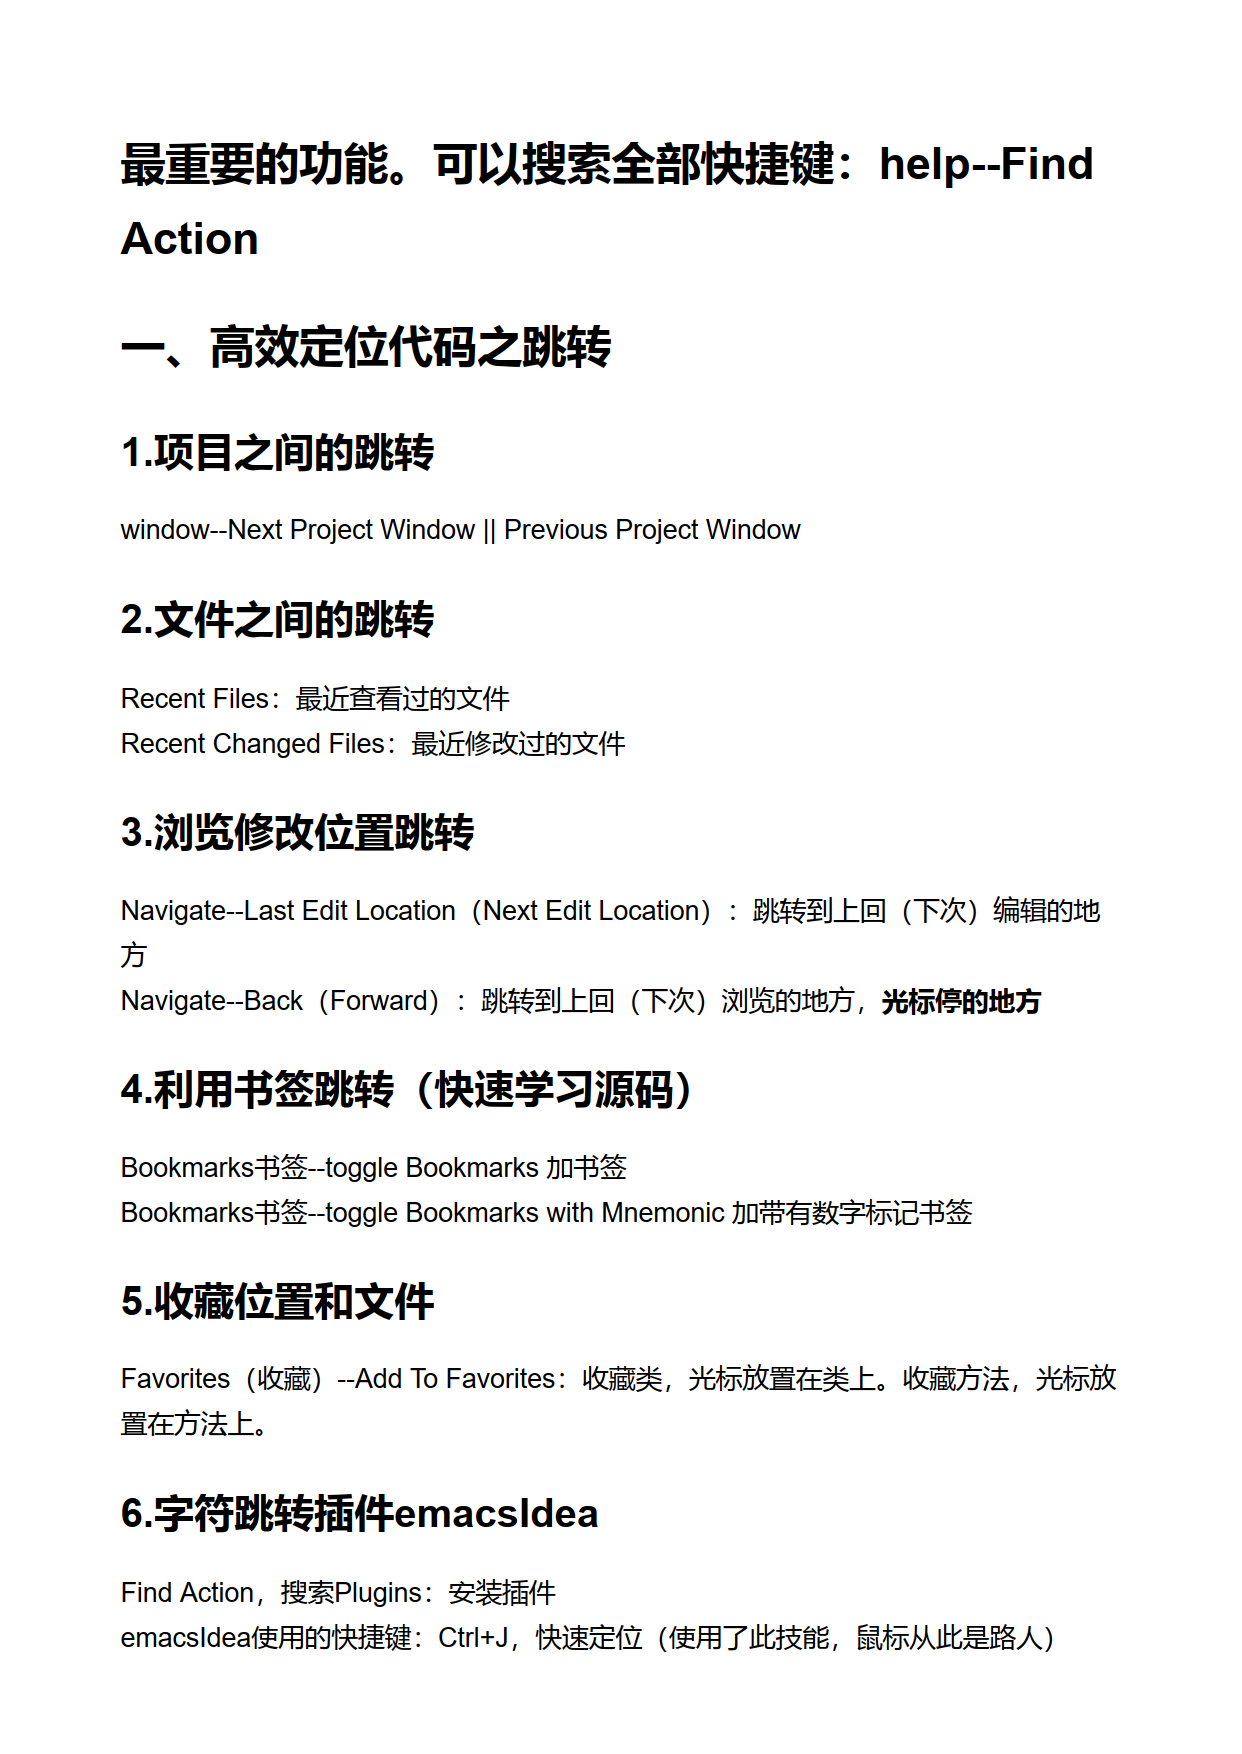 最重要的功能。可以搜索全部快捷键：help--Find
Action
一、高效定位代码之跳转
1.项目之间的跳转
window--Next Project Window || Previous Project Window
2.文件之间的跳转
Recent Files：最近查看过的文件
Recent Changed Files：最近修改过的文件
3.浏览修改位置跳转
Navigate--Last Edit Location（Next Edit Location）：跳转到上回（下次）编辑的地
方
Navigate--Back（Forward）：跳转到上回（下次）浏览的地方，光标停的地方
4.利用书签跳转（快速学习源码）
Bookmarks书签--toggle Bookmarks 加书签
Bookmarks书签--toggle Bookmarks with Mnemonic 加带有数字标记书签
5.收藏位置和文件
Favorites（收藏）--Add To Favorites：收藏类，光标放置在类上。收藏方法，光标放
置在方法上。
6.字符跳转插件emacsIdea
Find Action，搜索Plugins：安装插件
emacsIdea使用的快捷键：Ctrl+J，快速定位（使用了此技能，鼠标从此是路人）